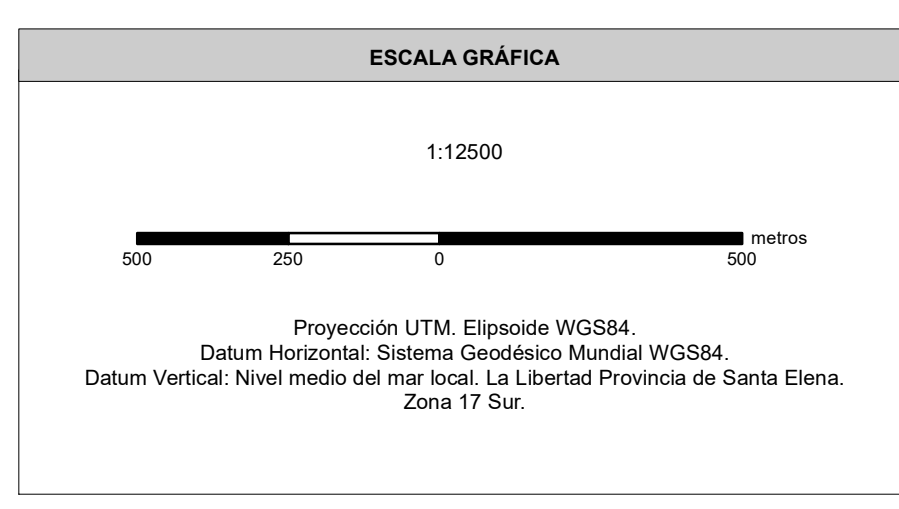 ESCALA GRÁFICA
1:12500
metros
500 250 0 500
Proyección UTM. Elipsoide WGS84.
Datum Horizontal: Sistema Geodésico Mundial WGS84.
Datum Vertical: Nivel medio del mar local. La Libertad Provincia de Santa Elena.
Zona 17 Sur.